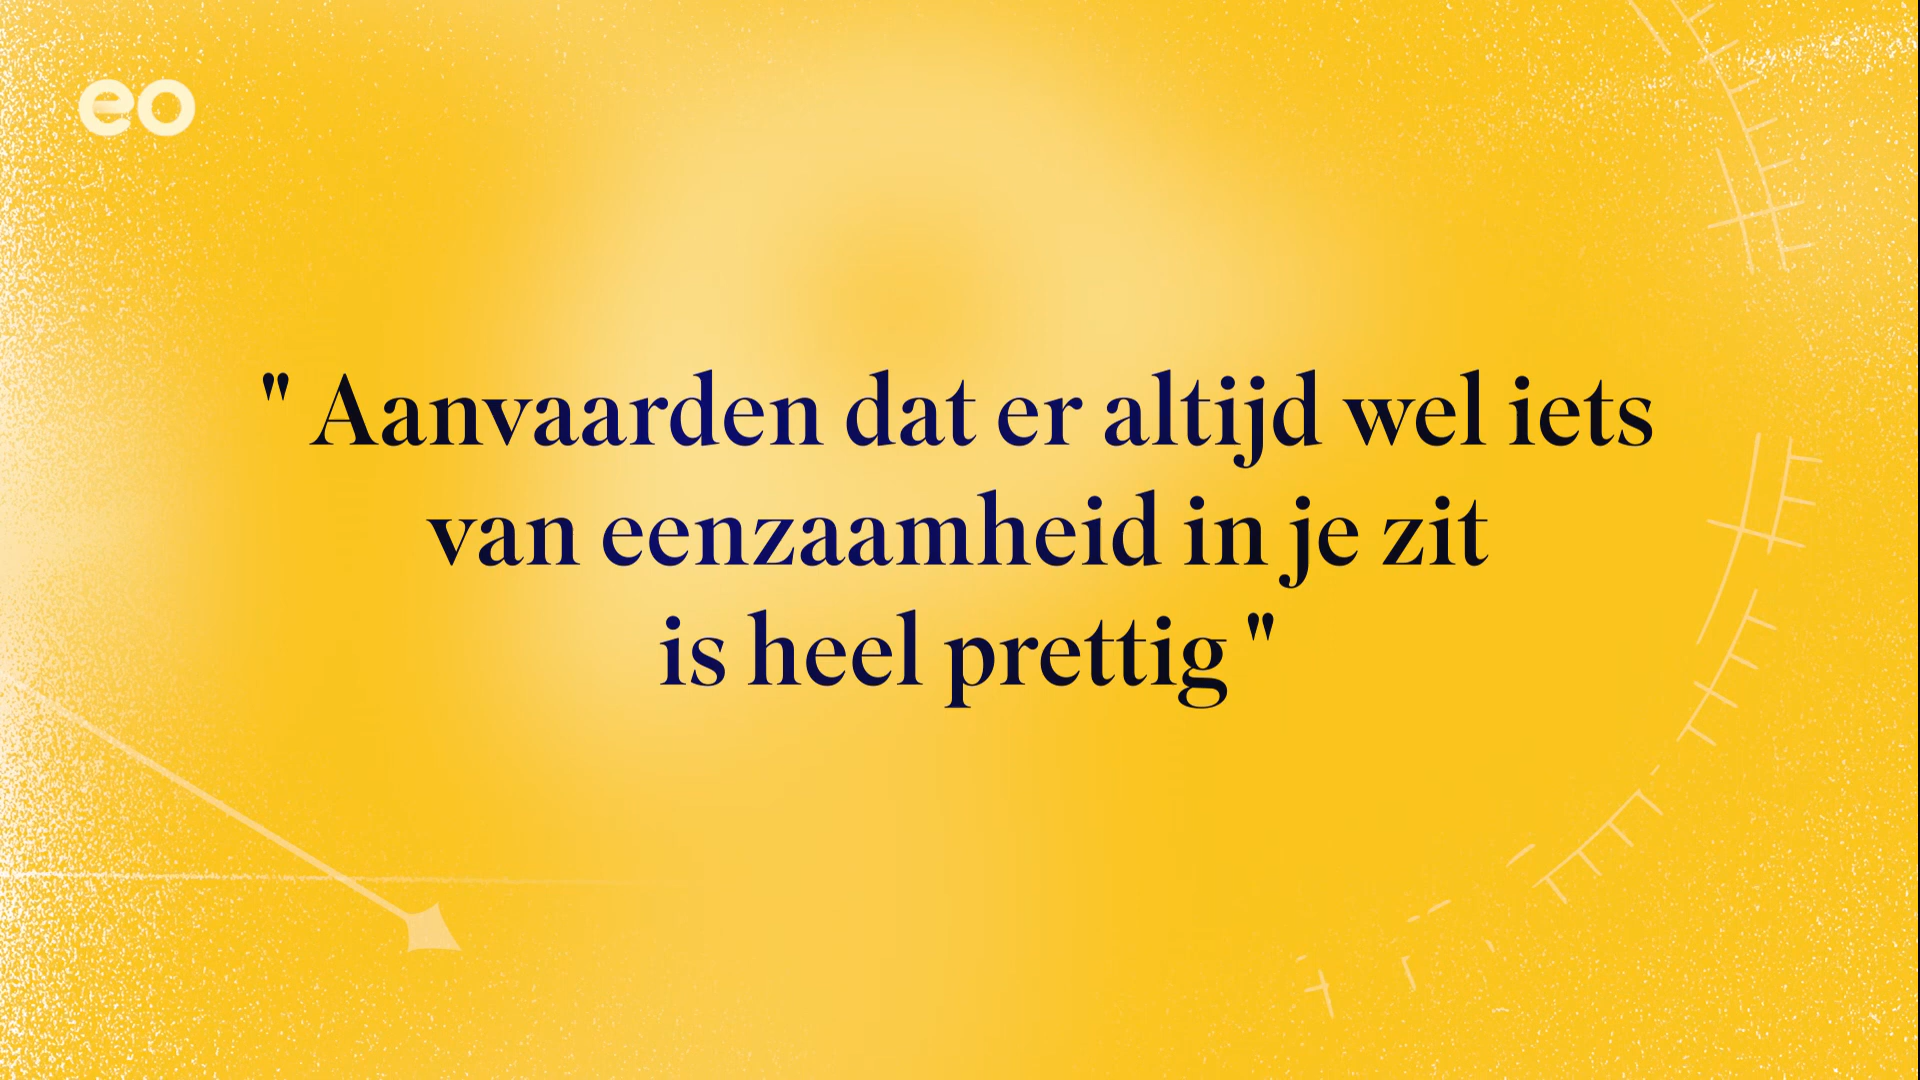 eo
" Aanvaarden dat er altijd wel iets
van eenzaamheid in je zit
is heel prettig "